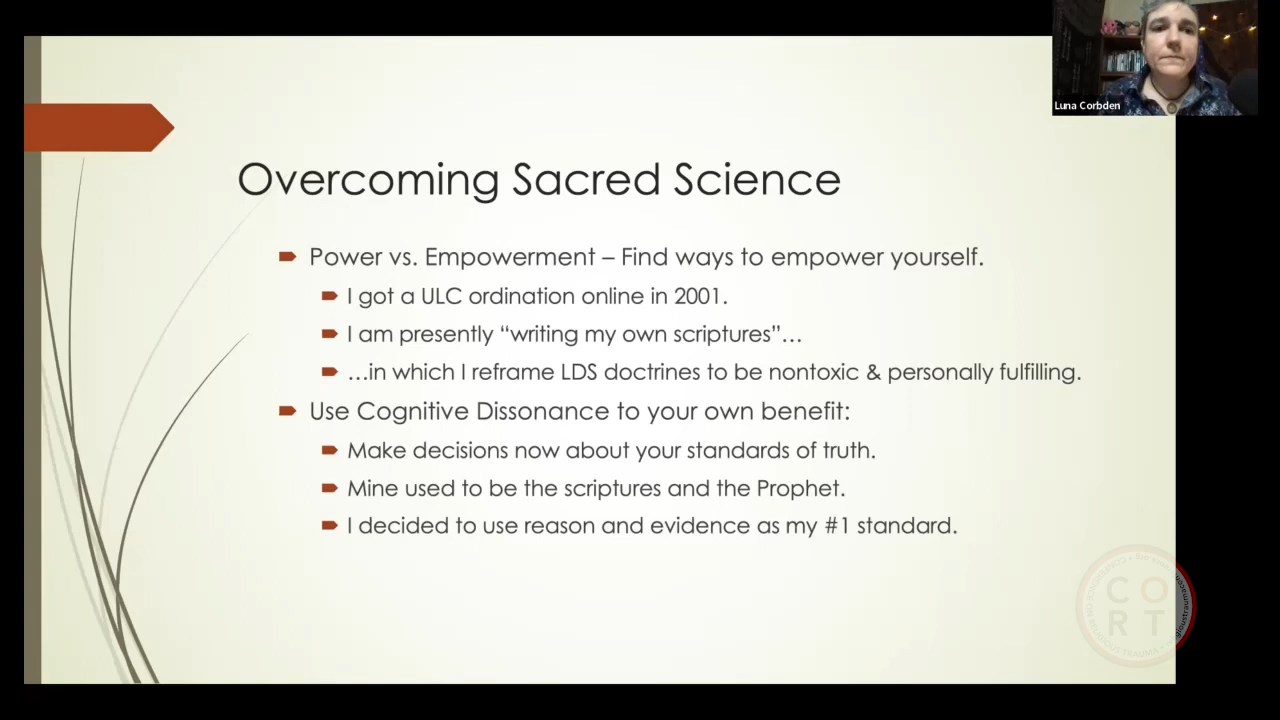 Luna Corbden
Overcoming Sacred Science
Power vs. Empowerment – Find ways to empower yourself.
I got a ULC ordination online in 2001.
I am presently “writing my own scriptures”…
…in which I reframe LDS doctrines to be nontoxic & personally fulfilling.
Use Cognitive Dissonance to your own benefit:
Make decisions now about your standards of truth.
Mine used to be the scriptures and the Prophet.
I decided to use reason and evidence as my #1 standard.
CO
RT